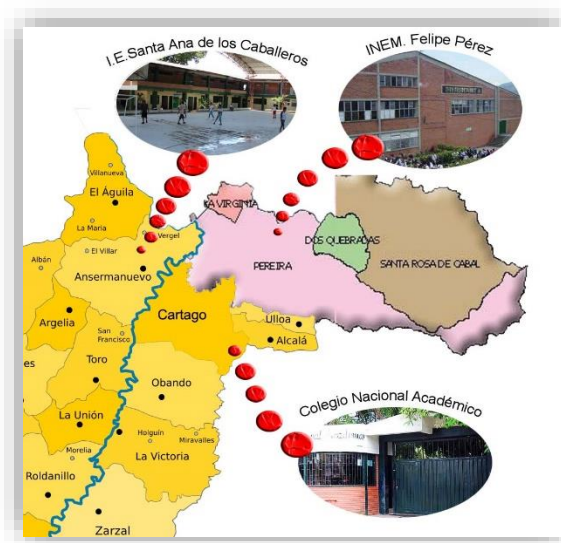 I.E.Santa Ana de los Caballeros
INEM. Felipe Pérez
Villanueva
El Águila
La Maria
Vergel
LA VIRGINIA
DOS QUEBRADAS
SANTA ROSA DE CABAL
PEREIRA
Albán
El Villar
Ansermanuevo
Cartago
Ulloa
Alcalá
Argelia
San
Francisco
es
Toro
Obando
La Unión
Holguín
Miravalles
La Victoria
Morelia
Roldanillo
Zarzal
Colegio Nacional Académico